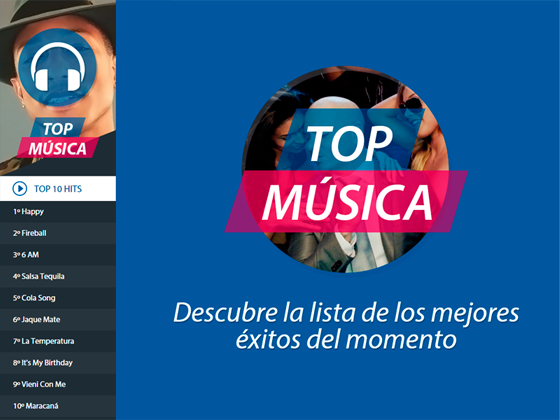 TOP
MÚSICA
TOP 10 HITS
1º Happy
2º Fireball
3º 6 AM
4º Salsa Tequila
5º Cola Song
6º Jaque Mate
7º La Temperatura
8º It's My Birthday
9º Vieni Con Me
10º Maracaná
TOP
MÚSICA
Descubre la lista de los mejores
éxitos del momento